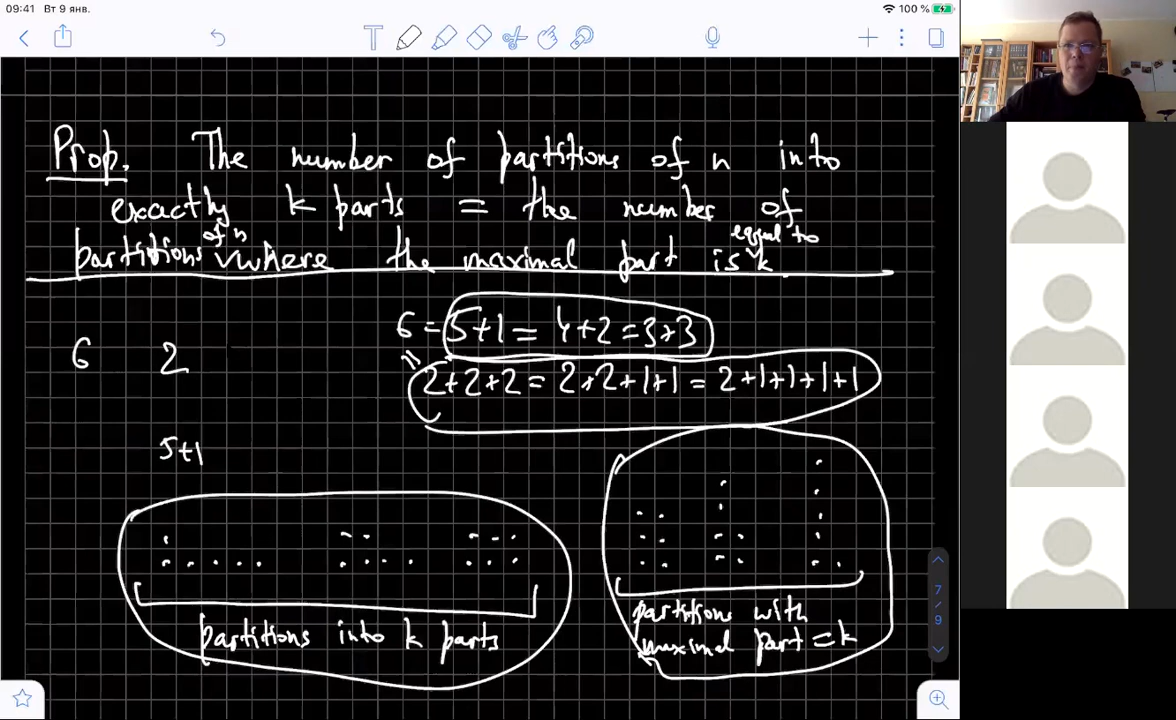 09:41 Вт 9 янв. 100 %
Prop. The number of partitions of n into
exactly k parts = the number of
partitions of n where the maximal part is equal to k.
6 = 5+1 = 4+2 = 3+3
6 2
2+2+2 = 2+2+1+1 = 2+1+1+1+1
5+1
partitions into k parts
partitions with
maximal part = k
7
/
9